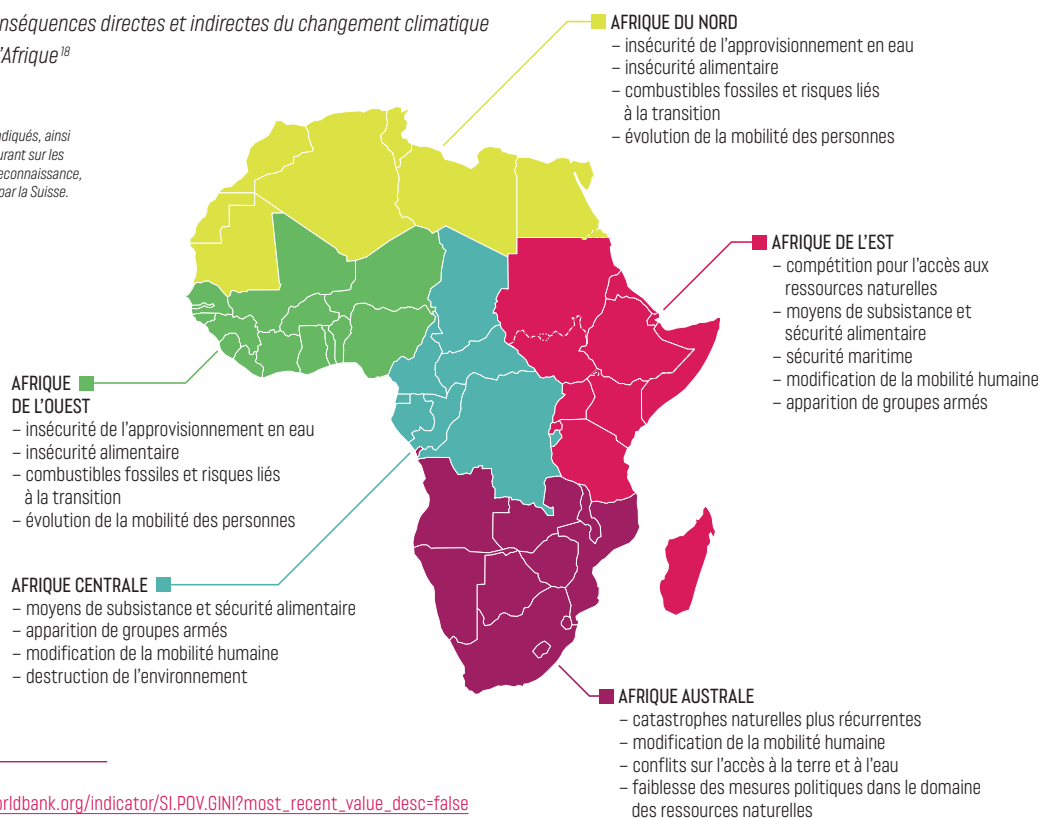 nséquences directes et indirectes du changement climatique
l'Afrique 18
diqués, ainsi
urant sur les
econnaissance,
par la Suisse.
AFRIQUE DU NORD
– insécurité de l'approvisionnement en eau
– insécurité alimentaire
– combustibles fossiles et risques liés
à la transition
– évolution de la mobilité des personnes
AFRIQUE DE L'EST
– compétition pour l'accès aux
ressources naturelles
– moyens de subsistance et
sécurité alimentaire
– sécurité maritime
– modification de la mobilité humaine
– apparition de groupes armés
AFRIQUE
DE L'OUEST
– insécurité de l'approvisionnement en eau
– insécurité alimentaire
– combustibles fossiles et risques liés
à la transition
– évolution de la mobilité des personnes
AFRIQUE CENTRALE
– moyens de subsistance et sécurité alimentaire
– apparition de groupes armés
– modification de la mobilité humaine
– destruction de l'environnement
AFRIQUE AUSTRALE
– catastrophes naturelles plus récurrentes
– modification de la mobilité humaine
– conflits sur l'accès à la terre et à l'eau
– faiblesse des mesures politiques dans le domaine
des ressources naturelles
orldbank.org/indicator/SI.POV.GINI?most_recent_value_desc=false